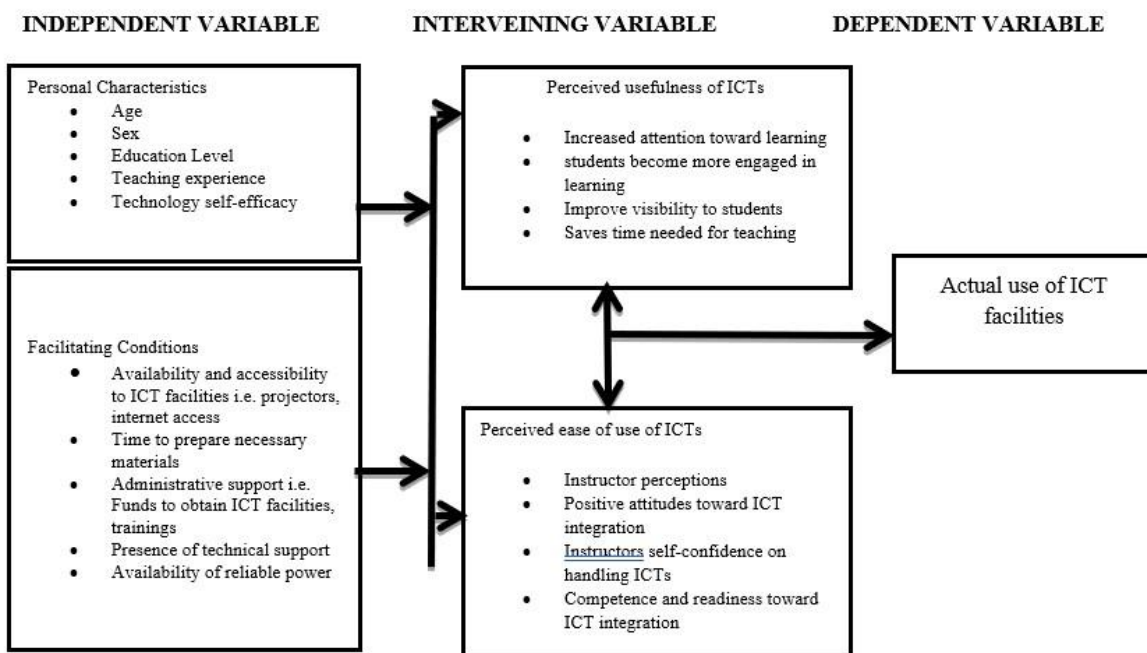 INDEPENDENT VARIABLE
INTERVEINING VARIABLE
DEPENDENT VARIABLE
Personal Characteristics
• Age
• Sex
• Education Level
• Teaching experience
• Technology self-efficacy
Facilitating Conditions
• Availability and accessibility
to ICT facilities i.e. projectors,
internet access
• Time to prepare necessary
materials
• Administrative support i.e.
Funds to obtain ICT facilities,
trainings
• Presence of technical support
• Availability of reliable power
Perceived usefulness of ICTs
• Increased attention toward learning
• students become more engaged in
learning
• Improve visibility to students
• Saves time needed for teaching
Perceived ease of use of ICTs
• Instructor perceptions
• Positive attitudes toward ICT
integration
• Instructors self-confidence on
handling ICTs
• Competence and readiness toward
ICT integration
Actual use of ICT
facilities